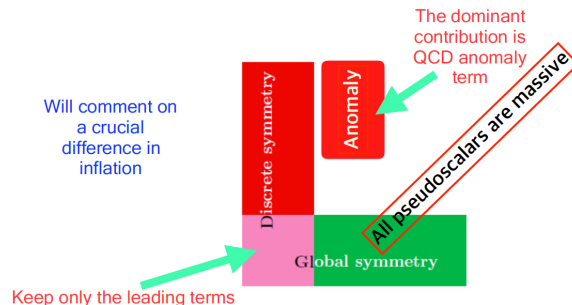 The dominant
contribution is
QCD anomaly
term
Will comment on
a crucial
difference in
inflation
Discrete symmetry
Anomaly
All pseudoscalars are massive
Global symmetry
Keep only the leading terms